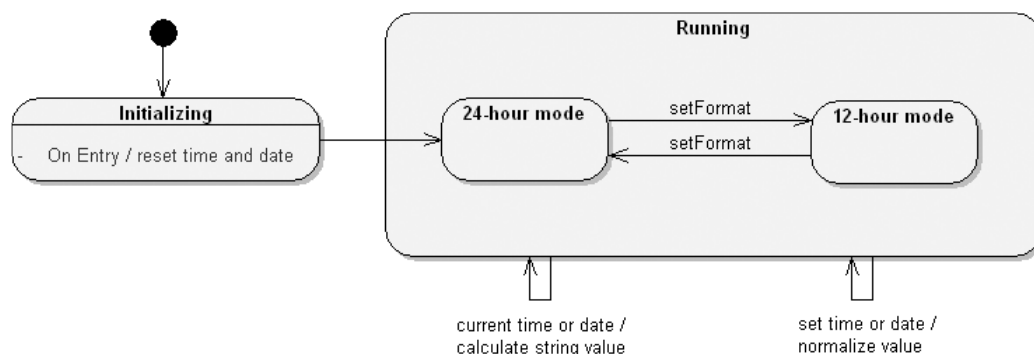 Running
Initializing
- On Entry / reset time and date
24-hour mode
setFormat
setFormat
12-hour mode
current time or date /
calculate string value
set time or date /
normalize value